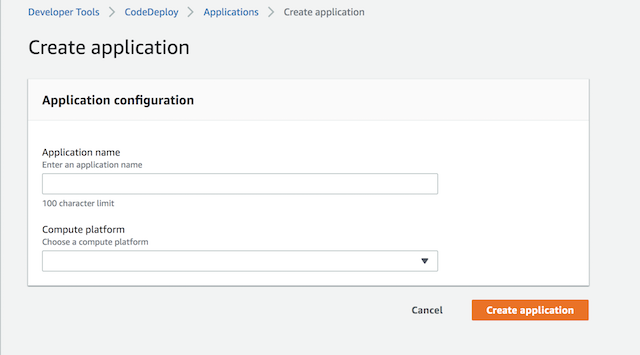 Developer Tools > CodeDeploy > Applications > Create application
Create application
Application configuration
Application name
Enter an application name
100 character limit
Compute platform
Choose a compute platform
Cancel Create application